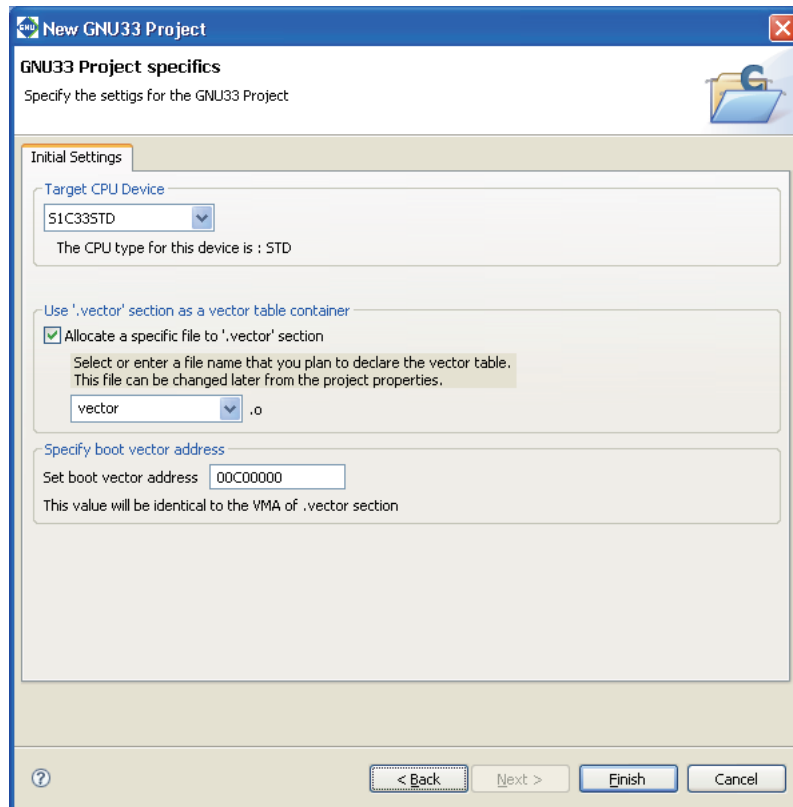 GNU New GNU33 Project
GNU33 Project specifics
Specify the settigs for the GNU33 Project
Initial Settings
Target CPU Device
S1C33STD
The CPU type for this device is : STD
Use '.vector' section as a vector table container
Allocate a specific file to '.vector' section
Select or enter a file name that you plan to declare the vector table.
This file can be changed later from the project properties.
vector .o
Specify boot vector address
Set boot vector address 00C00000
This value will be identical to the VMA of .vector section
? < Back Next > Finish Cancel